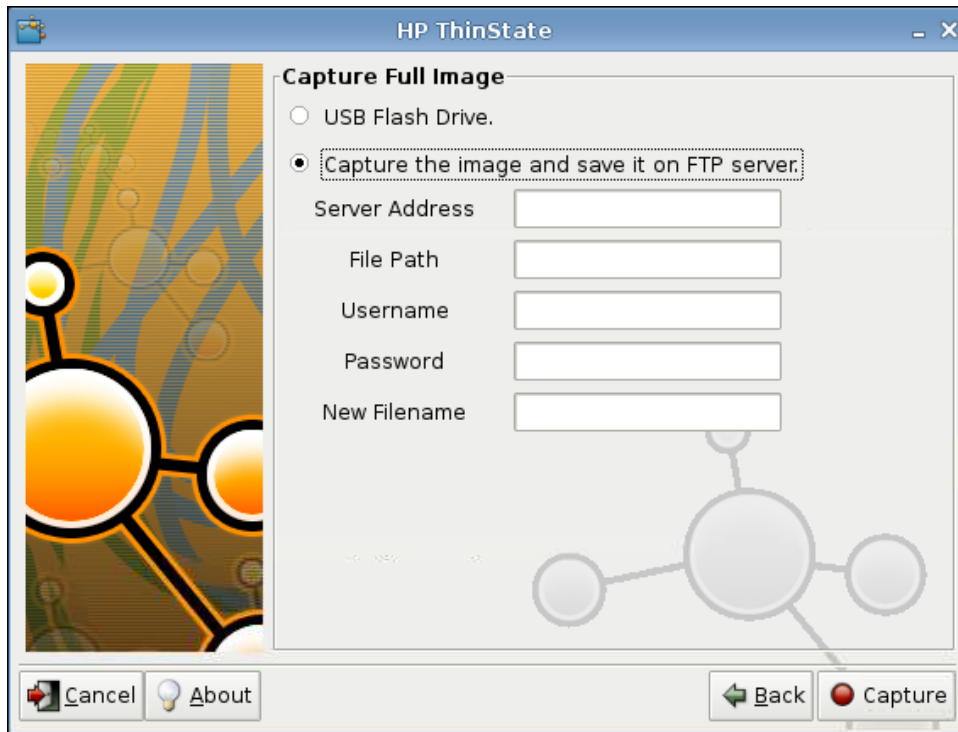 HP ThinState
Capture Full Image
USB Flash Drive.
Capture the image and save it on FTP server.
Server Address
File Path
Username
Password
New Filename
Cancel
About
Back
Capture